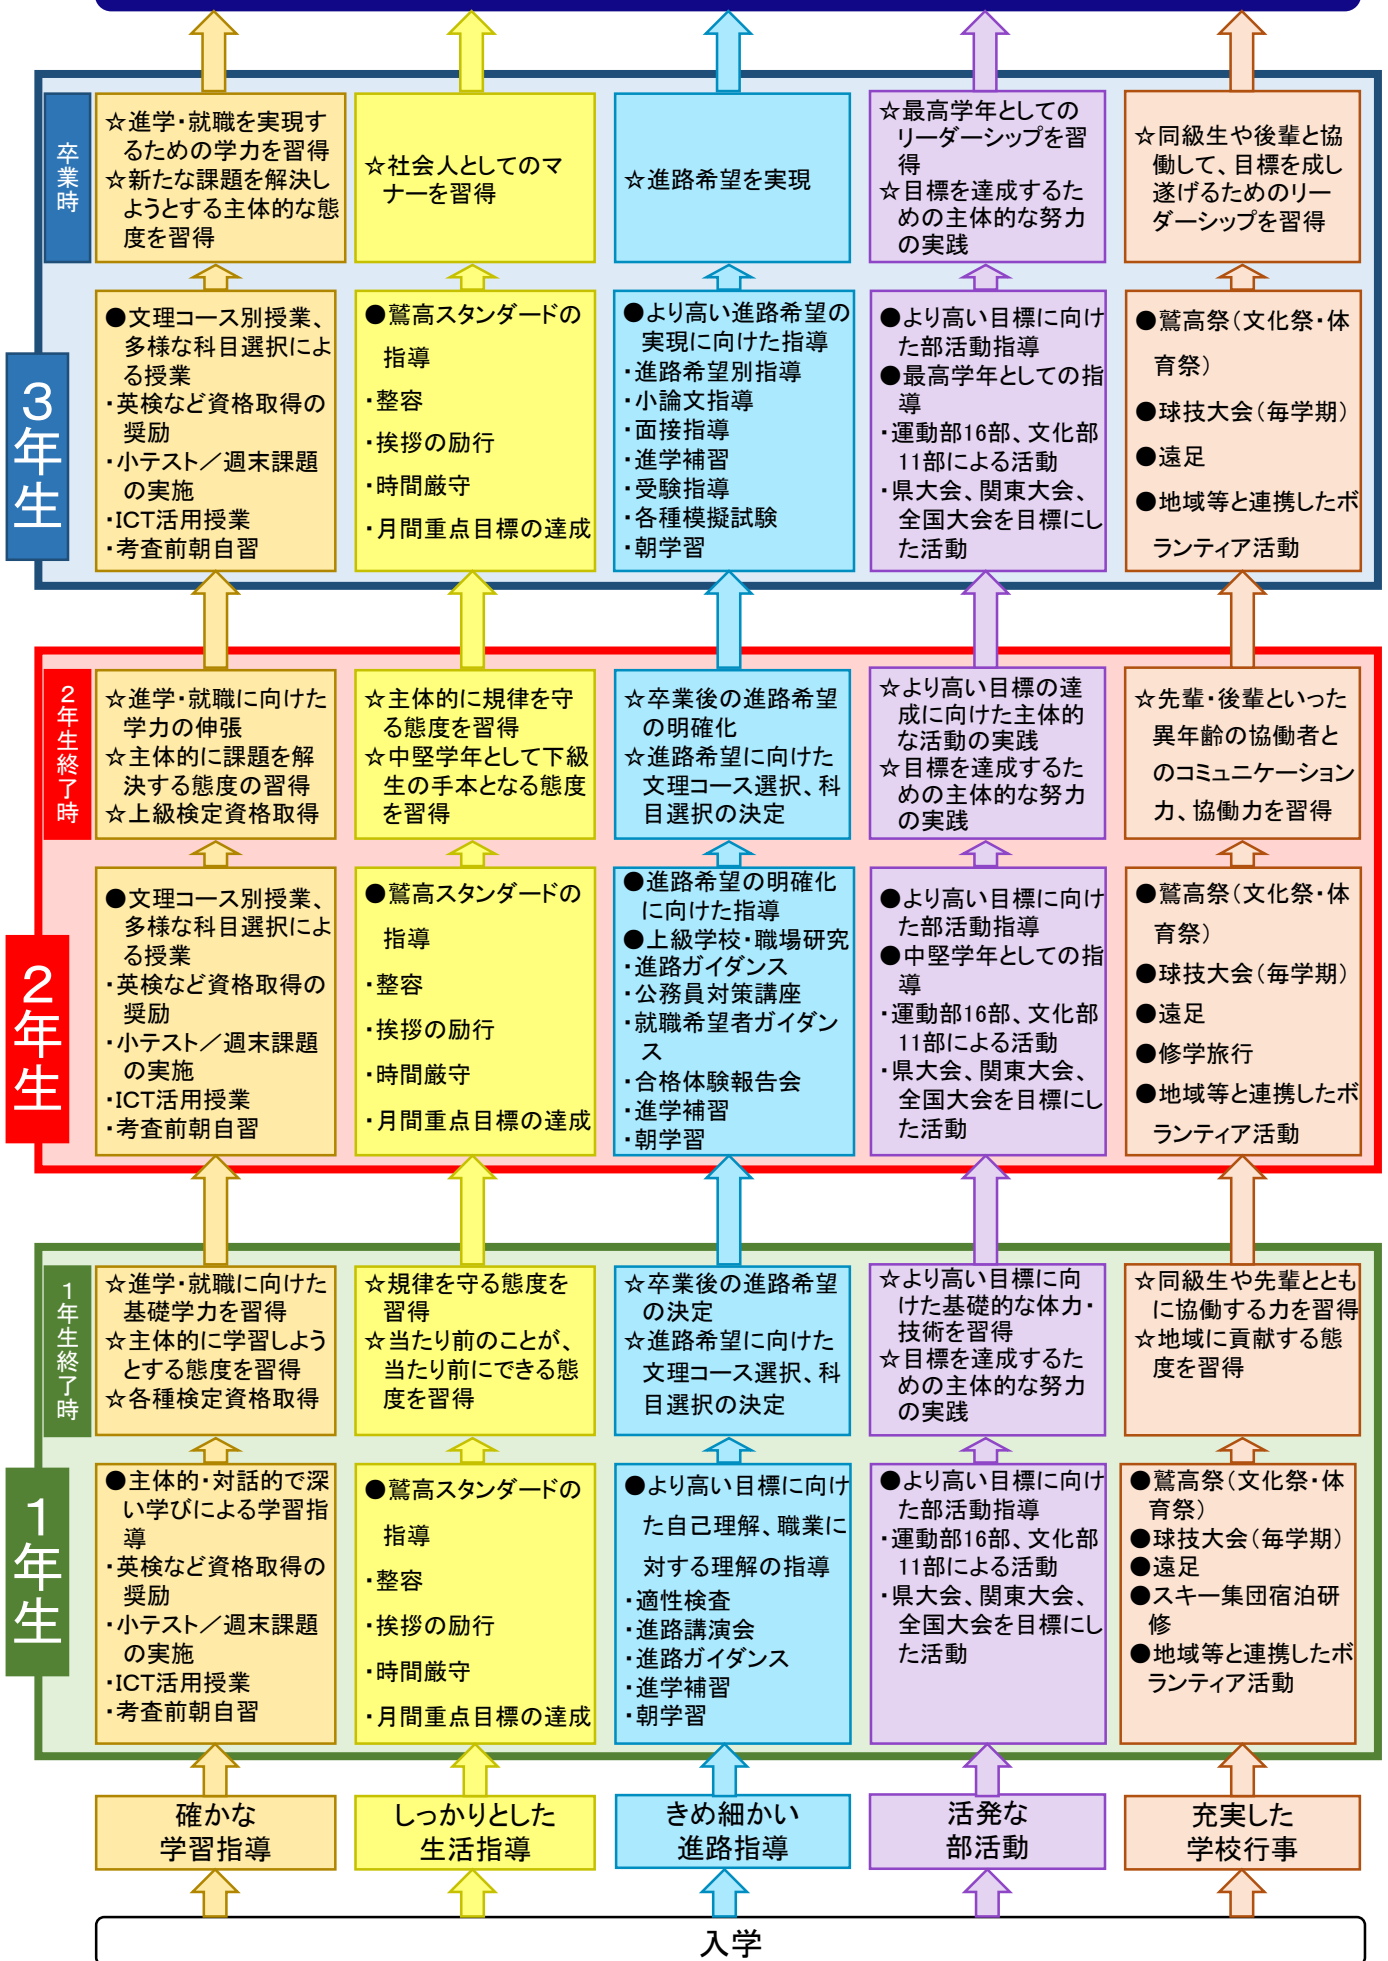 卒業時
☆進学・就職を実現す
るための学力を習得
☆新たな課題を解決し
ようとする主体的な態
度を習得
☆社会人としてのマ
ナーを習得
☆進路希望を実現
☆最高学年としての
リーダーシップを習
得
☆目標を達成するた
めの主体的な努力
の実践
☆同級生や後輩と協
働して、目標を成し
遂げるためのリー
ダーシップを習得
3年生
●文理コース別授業、
多様な科目選択によ
る授業
・英検など資格取得の
奨励
・小テスト／週末課題
の実施
・ICT活用授業
・考査前朝自習
●鷲高スタンダードの
指導
・整容
・挨拶の励行
・時間厳守
・月間重点目標の達成
●より高い進路希望の
実現に向けた指導
・進路希望別指導
・小論文指導
・面接指導
・進学補習
・受験指導
・各種模擬試験
・朝学習
●より高い目標に向け
た部活動指導
●最高学年としての指
導
・運動部16部、文化部
11部による活動
・県大会、関東大会、
全国大会を目標にし
た活動
●鷲高祭（文化祭・体
育祭）
●球技大会（毎学期）
●遠足
●地域等と連携したボ
ランティア活動
2年生終了時
☆進学・就職に向けた
学力の伸張
☆主体的に課題を解
決する態度の習得
☆上級検定資格取得
☆主体的に規律を守
る態度を習得
☆中堅学年として下級
生の手本となる態度
を習得
☆卒業後の進路希望
の明確化
☆進路希望に向けた
文理コース選択、科
目選択の決定
☆より高い目標の達
成に向けた主体的
な活動の実践
☆目標を達成するた
めの主体的な努力
の実践
☆先輩・後輩といった
異年齢の協働者と
のコミュニケーション
力、協働力を習得
2年生
●文理コース別授業、
多様な科目選択によ
る授業
・英検など資格取得の
奨励
・小テスト／週末課題
の実施
・ICT活用授業
・考査前朝自習
●鷲高スタンダードの
指導
・整容
・挨拶の励行
・時間厳守
・月間重点目標の達成
●進路希望の明確化
に向けた指導
●上級学校・職場研究
・進路ガイダンス
・公務員対策講座
・就職希望者ガイダン
ス
・合格体験報告会
・進学補習
・朝学習
●より高い目標に向け
た部活動指導
●中堅学年としての指
導
・運動部16部、文化部
11部による活動
・県大会、関東大会、
全国大会を目標にし
た活動
●鷲高祭（文化祭・体
育祭）
●球技大会（毎学期）
●遠足
●修学旅行
●地域等と連携したボ
ランティア活動
1年生終了時
☆進学・就職に向けた
基礎学力を習得
☆主体的に学習しよう
とする態度を習得
☆各種検定資格取得
☆規律を守る態度を
習得
☆当たり前のことが、
当たり前にできる態
度を習得
☆卒業後の進路希望
の決定
☆進路希望に向けた
文理コース選択、科
目選択の決定
☆より高い目標に向
けた基礎的な体力・
技術を習得
☆目標を達成するた
めの主体的な努力
の実践
☆同級生や先輩ととも
に協働する力を習得
☆地域に貢献する態
度を習得
1年生
●主体的・対話的で深
い学びによる学習指
導
・英検など資格取得の
奨励
・小テスト／週末課題
の実施
・ICT活用授業
・考査前朝自習
●鷲高スタンダードの
指導
・整容
・挨拶の励行
・時間厳守
・月間重点目標の達成
●より高い目標に向け
た自己理解、職業に
対する理解の指導
・適性検査
・進路講演会
・進路ガイダンス
・進学補習
・朝学習
●より高い目標に向け
た部活動指導
・運動部16部、文化部
11部による活動
・県大会、関東大会、
全国大会を目標にし
た活動
●鷲高祭（文化祭・体
育祭）
●球技大会（毎学期）
●遠足
●スキー集団宿泊研
修
●地域等と連携したボ
ランティア活動
確かな
学習指導
しっかりとした
生活指導
きめ細かい
進路指導
活発な
部活動
充実した
学校行事
入学